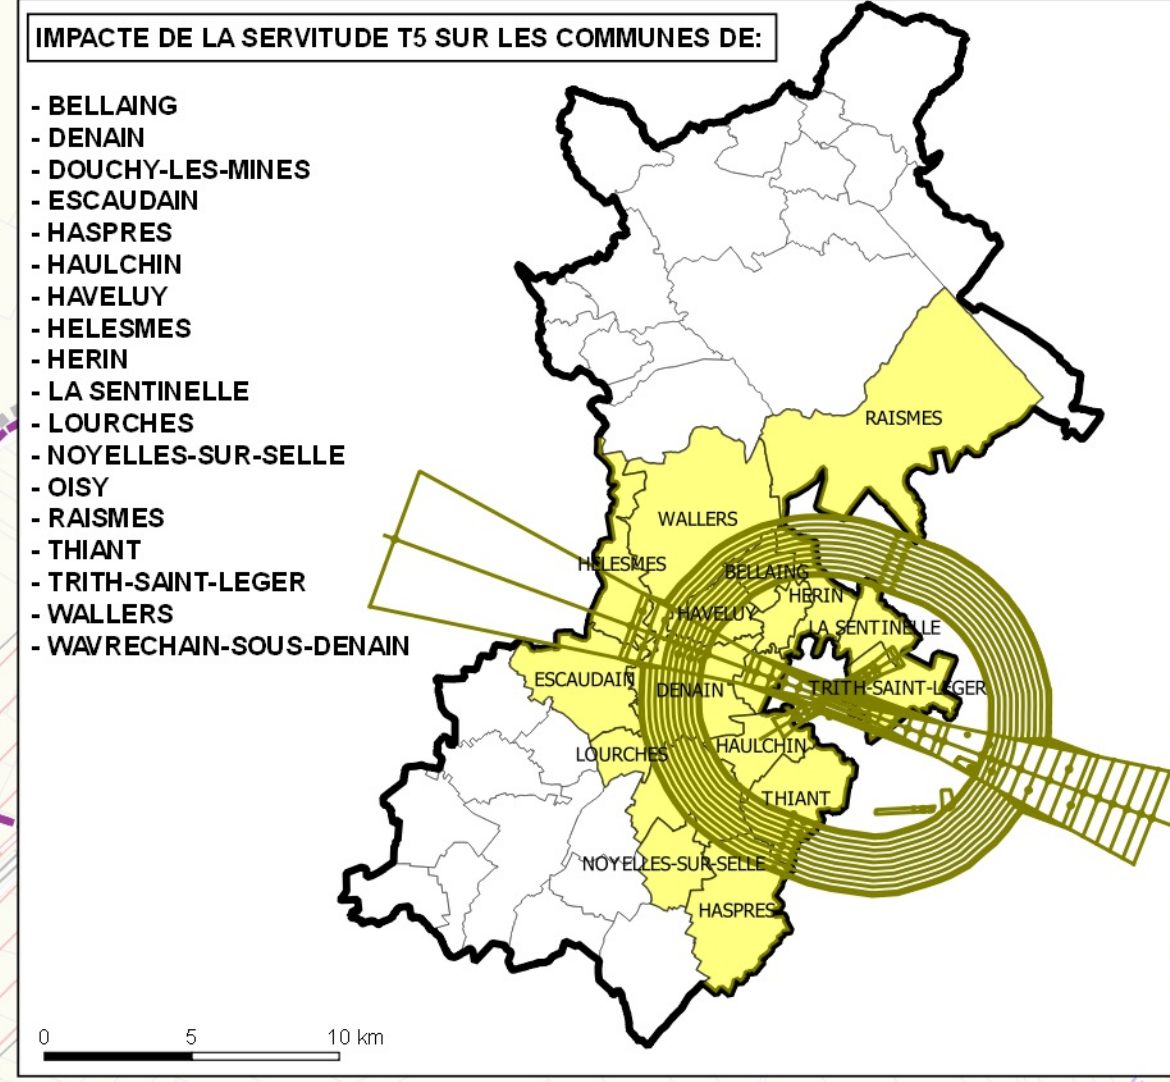 IMPACTE DE LA SERVITUDE T5 SUR LES COMMUNES DE:
- BELLAING
- DENAIN
- DOUCHY-LES-MINES
- ESCAUDAIN
- HASPRES
- HAULCHIN
- HAVELUY
- HELESMES
- HERIN
- LA SENTINELLE
- LOURCHES
- NOYELLES-SUR-SELLE
- OISY
- RAISMES
- THIANT
- TRITH-SAINT-LEGER
- WALLERS
- WAVRECHAIN-SOUS-DENAIN
RAISMES
WALLERS
HELESMES
BELLAING
HERIN
HAVELUY
LA SENTINELLE
ESCAUDAIN
DENAIN
TRITH-SAINT-LEGER
HAULCHIN
LOURCHES
THIANT
NOYELLES-SUR-SELLE
HASPRES
0 5 10 km